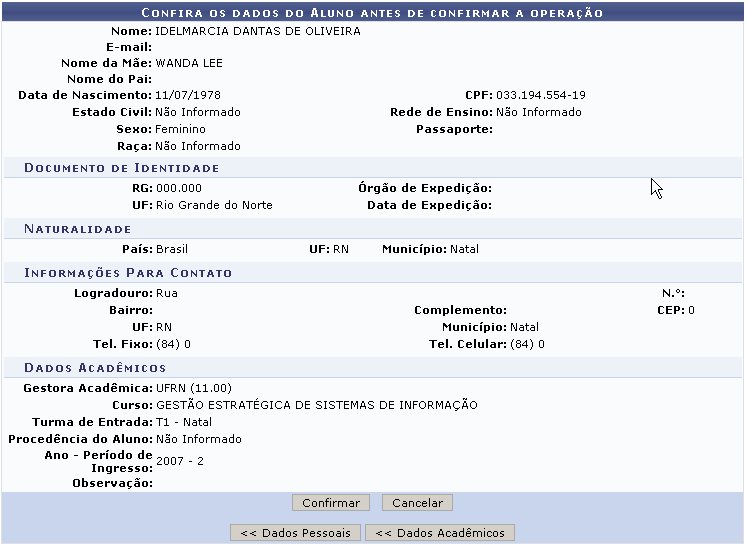 Confira os dados do Aluno antes de confirmar a operação
Nome: IDELMARCIA DANTAS DE OLIVEIRA
E-mail:
Nome da Mãe: WANDA LEE
Nome do Pai:
Data de Nascimento: 11/07/1978 CPF: 033.194.554-19
Estado Civil: Não Informado Rede de Ensino: Não Informado
Sexo: Feminino Passaporte:
Raça: Não Informado
Documento de Identidade
RG: 000.000 Órgão de Expedição:
UF: Rio Grande do Norte Data de Expedição:
Naturalidade
País: Brasil UF: RN Município: Natal
Informações Para Contato
Logradouro: Rua N.°:
Bairro: Complemento: CEP: 0
UF: RN Município: Natal
Tel. Fixo: (84) 0 Tel. Celular: (84) 0
Dados Acadêmicos
Gestora Acadêmica: UFRN (11.00)
Curso: GESTÃO ESTRATÉGICA DE SISTEMAS DE INFORMAÇÃO
Turma de Entrada: T1 - Natal
Procedência do Aluno: Não Informado
Ano - Período de
Ingresso: 2007 - 2
Observação:
Confirmar Cancelar
<< Dados Pessoais << Dados Acadêmicos